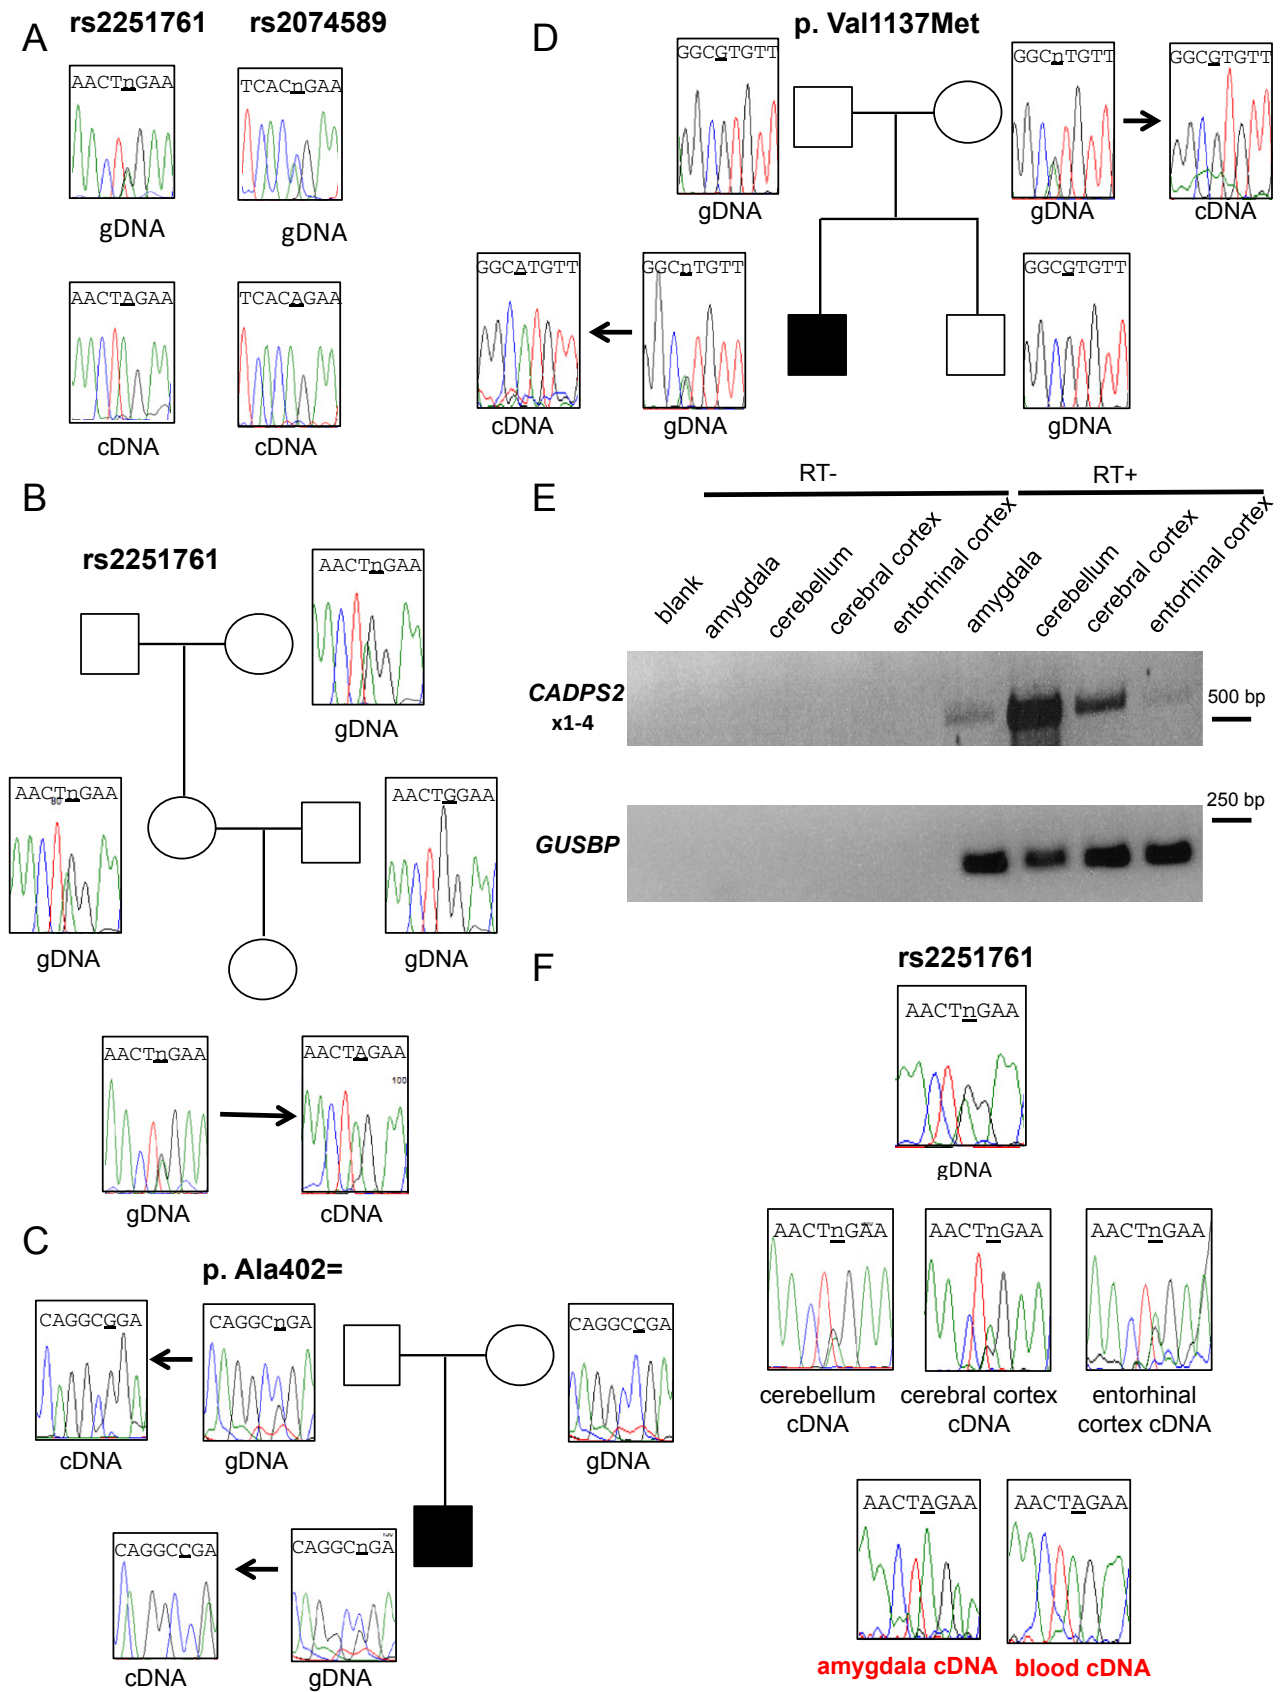 A
rs2251761
rs2074589
AACTnGAA
TCACnGAA
gDNA
gDNA
AACTAGAA
TCACAGAA
cDNA
cDNA
B
rs2251761
AACTnGAA
gDNA
AACTnGAA
80
gDNA
AACTGGAA
gDNA
AACTnGAA
gDNA
AACTAGAA
100
cDNA
C
p. Ala402=
CAGGCGGA
cDNA
CAGGCnGA
gDNA
CAGGCCGA
gDNA
CAGGCCGA
cDNA
CAGGCnGA
gDNA
D
p. Val1137Met
GGCGTGTT
gDNA
GGCnTGTT
gDNA
GGCGTGTT
cDNA
GGCATGTT
cDNA
GGCnTGTT
gDNA
GGCGTGTT
gDNA
E
RT-
RT+
blank
amygdala
cerebellum
cerebral cortex
entorhinal cortex
amygdala
cerebellum
cerebral cortex
entorhinal cortex
CADPS2
x1-4
500 bp
GUSBP
250 bp
F
rs2251761
AACTnGAA
gDNA
AACTnGAA
cerebellum
cDNA
AACTnGAA
cerebral cortex
cDNA
AACTnGAA
entorhinal
cortex cDNA
AACTAGAA
amygdala cDNA
AACTAGAA
blood cDNA